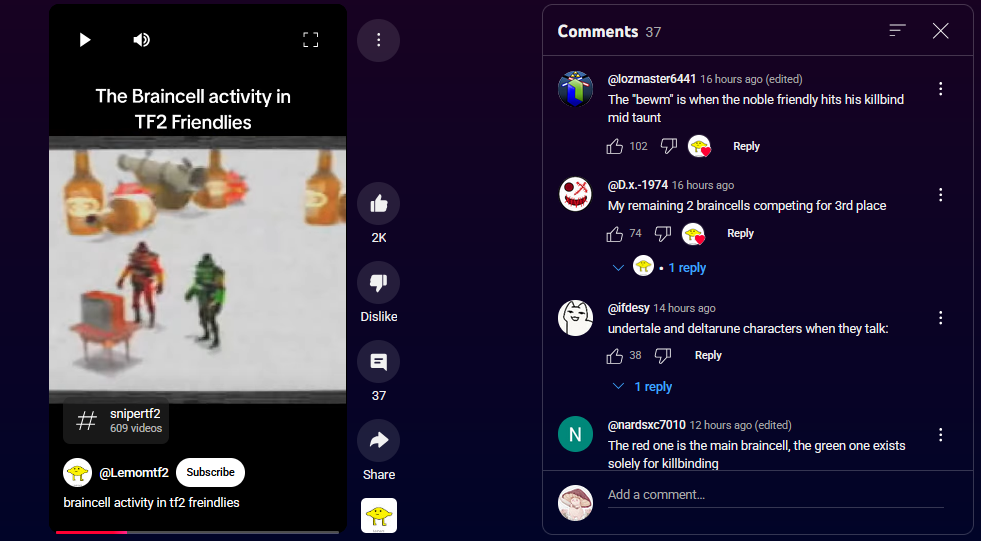 The Braincell activity in
TF2 Friendlies
snipertf2
609 videos
@Lemomtf2
Subscribe
braincell activity in tf2 freindlies
2K
Dislike
37
Share
Comments 37
@lozmaster6441 16 hours ago (edited)
The "bewm" is when the noble friendly hits his killbind
mid taunt
102
Reply
@D.x.-1974 16 hours ago
My remaining 2 braincells competing for 3rd place
74
Reply
• 1 reply
@ifdesy 14 hours ago
undertale and deltarune characters when they talk:
38
Reply
1 reply
N
@nardsxc7010 12 hours ago (edited)
The red one is the main braincell, the green one exists
solely for killbinding
Add a comment...